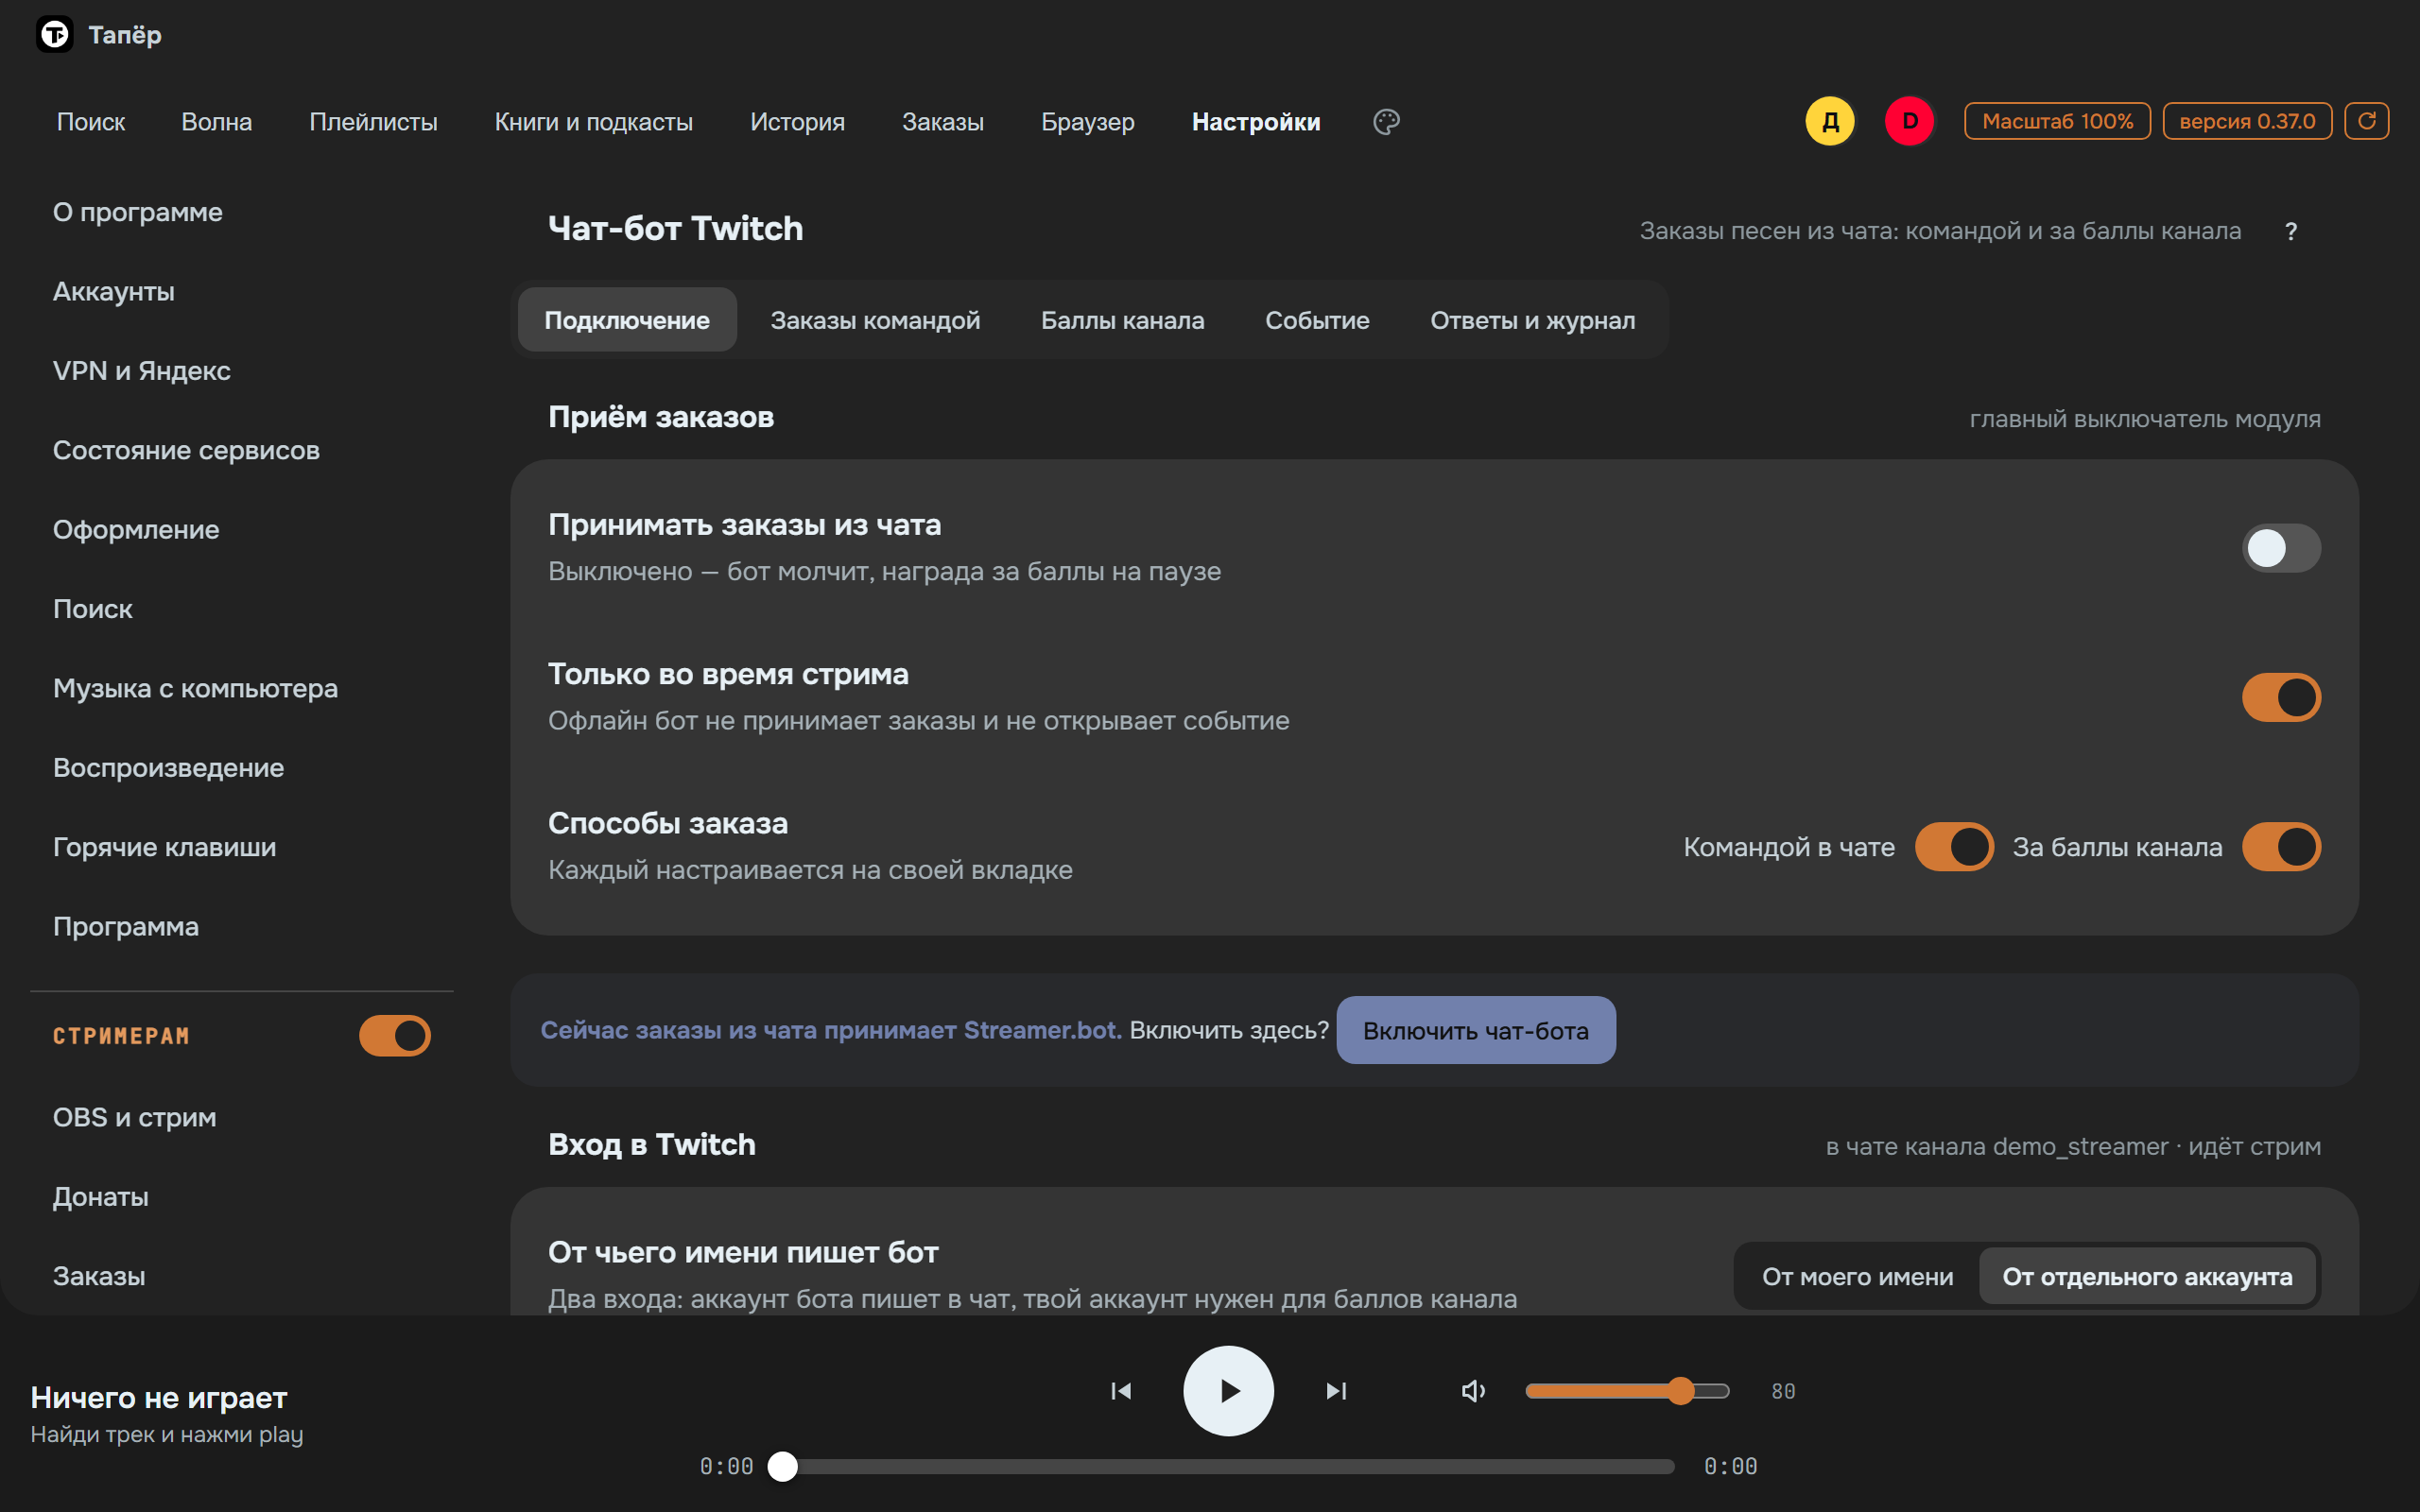 Тапёр
Поиск Волна Плейлисты Книги и подкасты История Заказы Браузер Настройки Д D Масштаб 100% версия 0.37.0
О программе
Аккаунты
VPN и Яндекс
Состояние сервисов
Оформление
Поиск
Музыка с компьютера
Воспроизведение
Горячие клавиши
Программа
СТРИМЕРАМ
OBS и стрим
Донаты
Заказы
Чат-бот Twitch Заказы песен из чата: командой и за баллы канала ?
Подключение Заказы командой Баллы канала Событие Ответы и журнал
Приём заказов главный выключатель модуля
Принимать заказы из чата
Выключено — бот молчит, награда за баллы на паузе
Только во время стрима
Офлайн бот не принимает заказы и не открывает событие
Способы заказа
Каждый настраивается на своей вкладке
Командой в чате За баллы канала
Сейчас заказы из чата принимает Streamer.bot. Включить здесь? Включить чат-бота
Вход в Twitch в чате канала demo_streamer · идёт стрим
От чьего имени пишет бот
Два входа: аккаунт бота пишет в чат, твой аккаунт нужен для баллов канала
От моего имени От отдельного аккаунта
Ничего не играет
Найди трек и нажми play
80
0:00 0:00